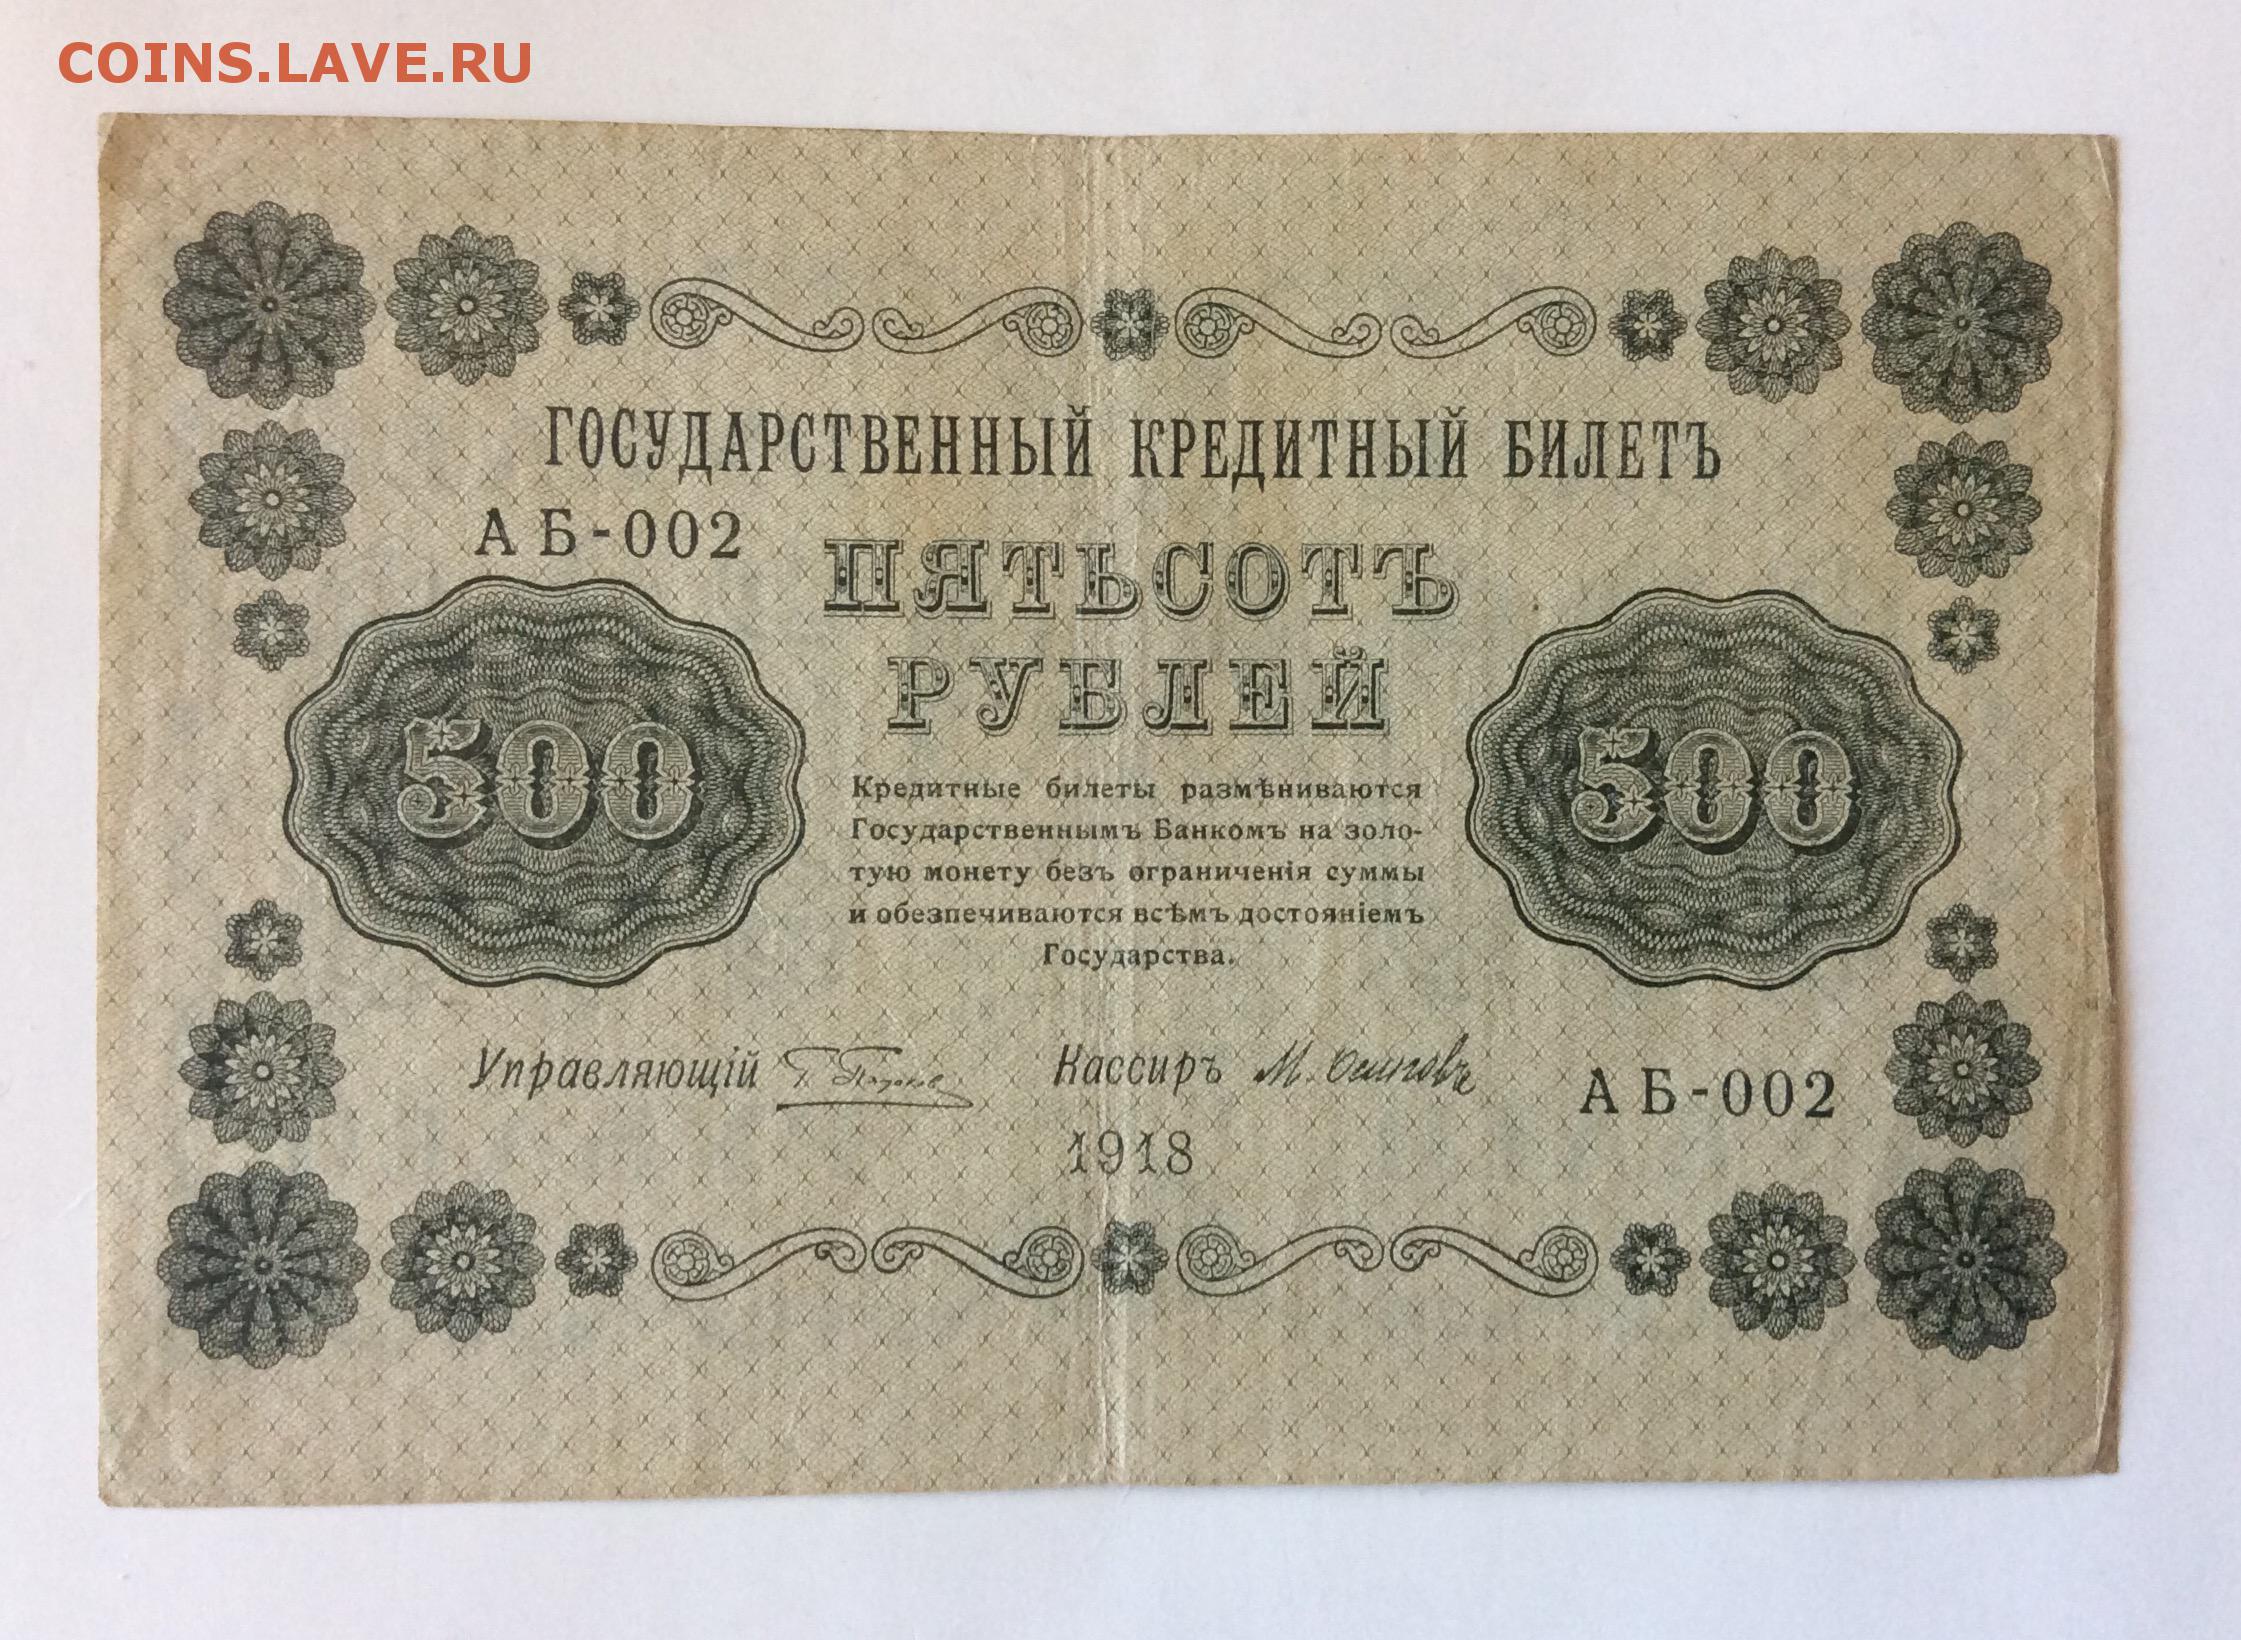 COINS.LAVE.RU
ГОСУДАРСТВЕННЫЙ КРЕДИТНЫЙ БИЛЕТЪ
АБ-002
ПЯТЬСОТЪ
РУБЛЕЙ
500
500
Кредитные билеты размѣниваются
Государственнымъ Банкомъ на золо-
тую монету безъ ограниченія суммы
и обезпечиваются всѣмъ достояніемъ
Государства.
Управляющій
Кассиръ М. Осиповъ
АБ-002
1918